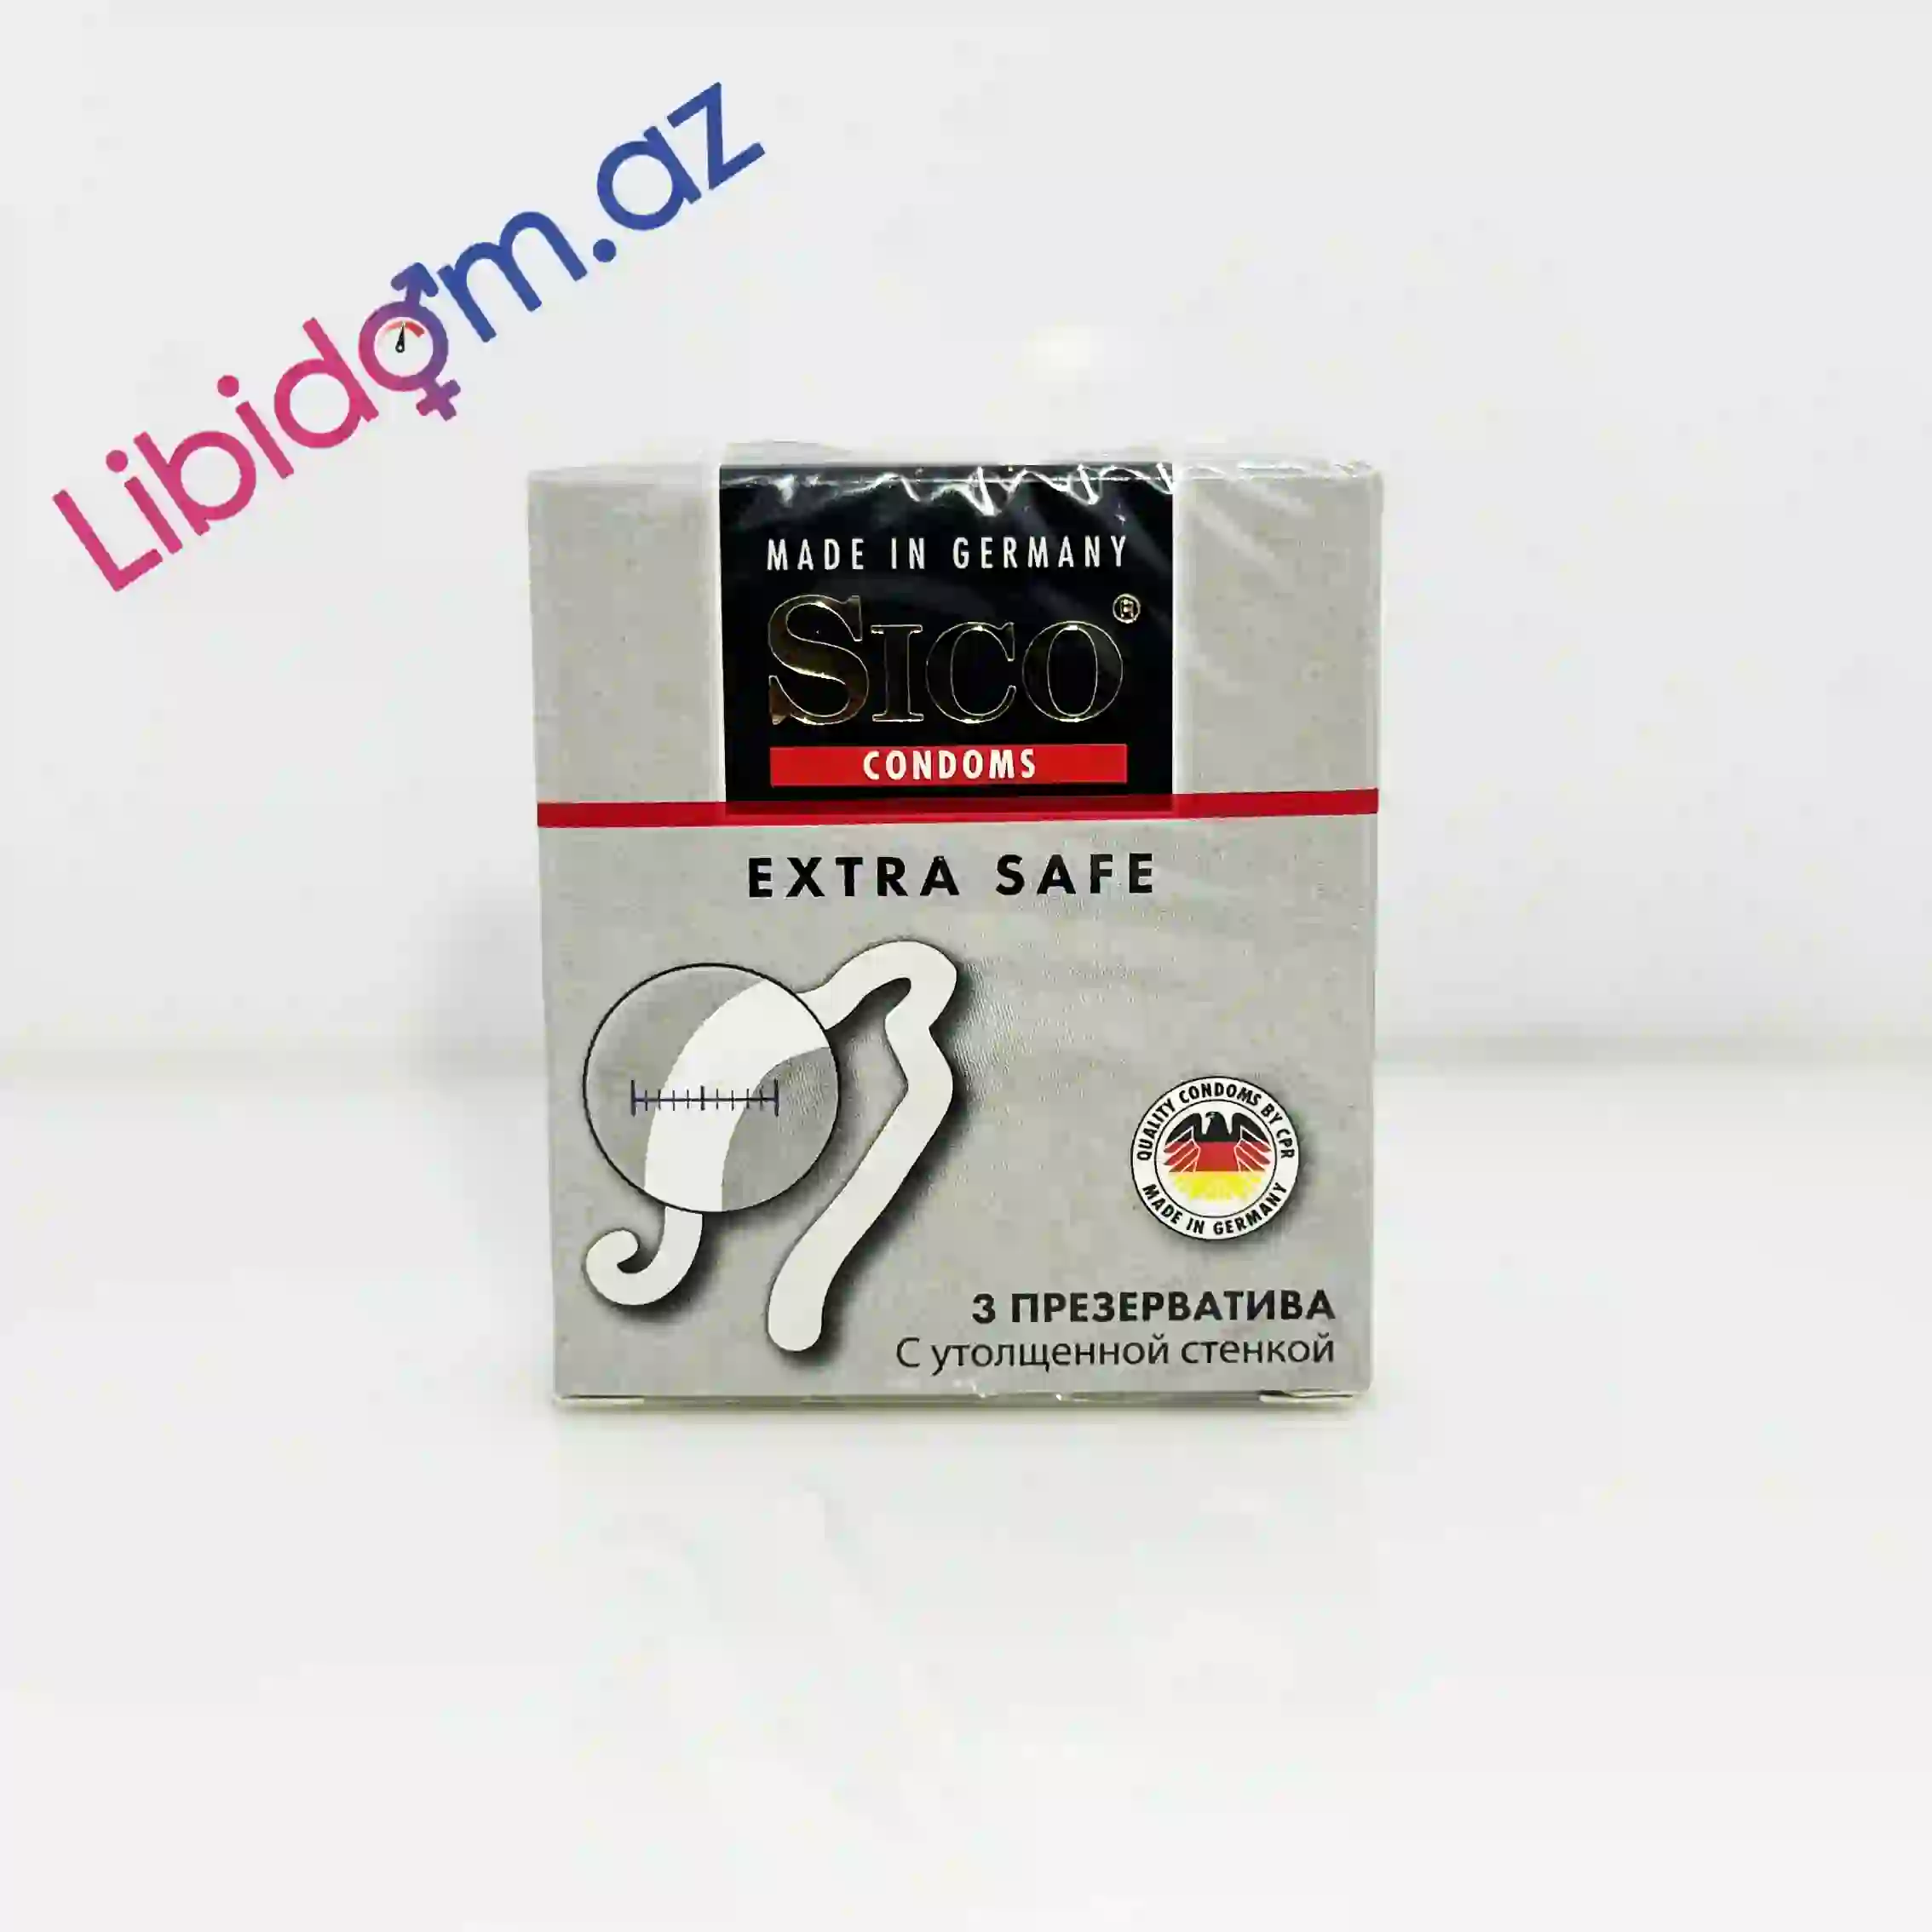 Libidom.az
MADE IN GERMANY
SICO®
CONDOMS
EXTRA SAFE
QUALITY CONDOMS BY CPR
MADE IN GERMANY
3 ПРЕЗЕРВАТИВА
С утолщенной стенкой